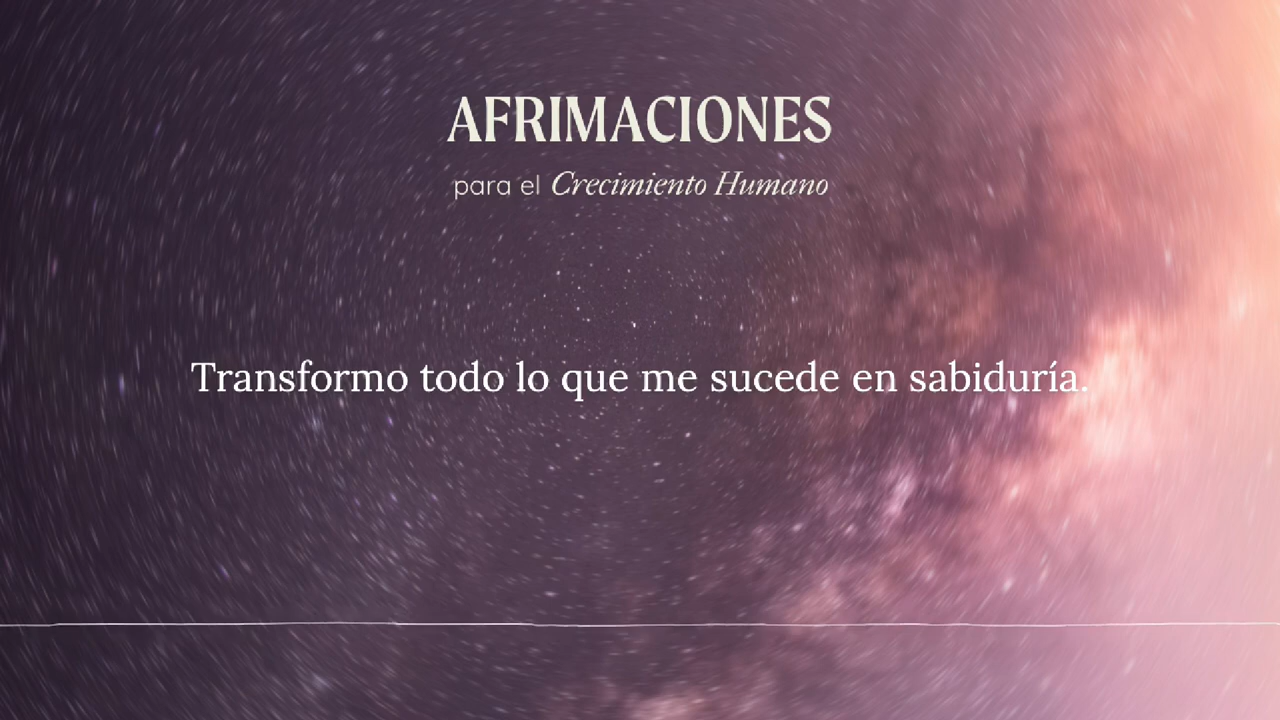 AFRIMACIONES
para el Crecimiento Humano
Transformo todo lo que me sucede en sabiduría.